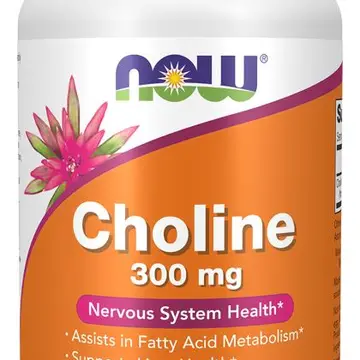 NOW
Choline
300 mg
Nervous System Health*
• Assists in Fatty Acid Metabolism*